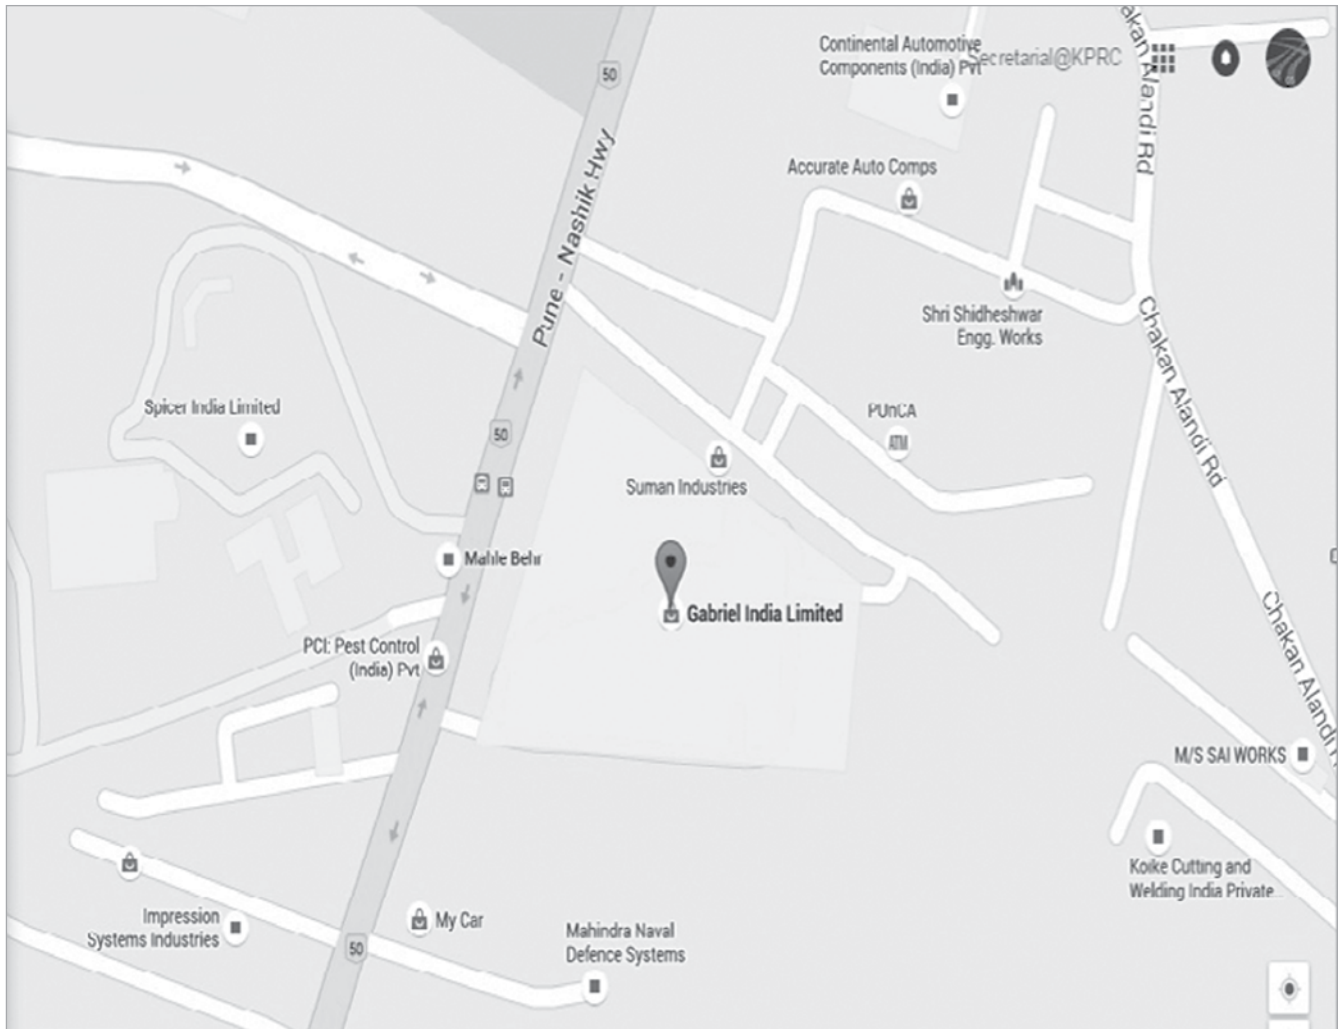 50
Continental Automotive
Components (India) Pvt
Secretarial@KPRC
akan Alandi Rd
Pune - Nashik Hwy
Accurate Auto Comps
Shri Shidheshwar
Engg. Works
Chakan Alandi Rd
Spicer India Limited
50
PUnCA
ATM
Suman Industries
Mahle Behr
Gabriel India Limited
Chakan Alandi
PCI: Pest Control
(India) Pvt
M/S SAI WORKS
Koike Cutting and
Welding India Private...
Impression
Systems Industries
My Car
50
Mahindra Naval
Defence Systems